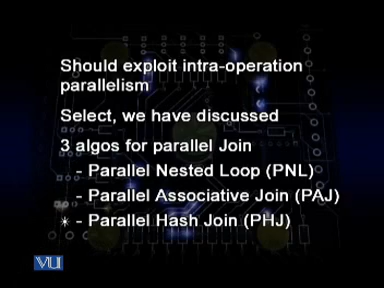 Should exploit intra-operation
parallelism
Select, we have discussed
3 algos for parallel Join
- Parallel Nested Loop (PNL)
- Parallel Associative Join (PAJ)
- Parallel Hash Join (PHJ)
VU